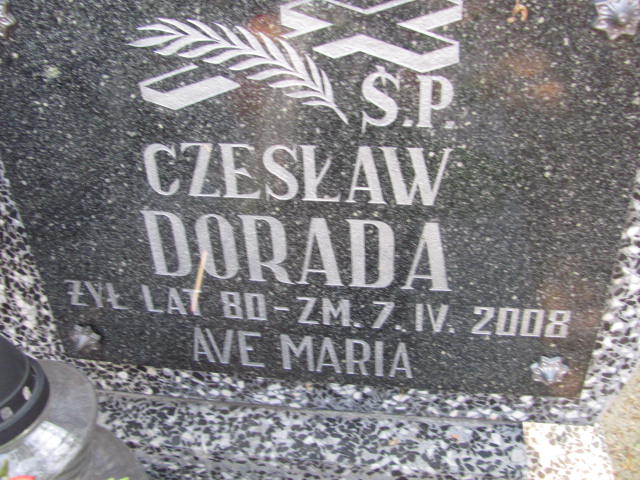 Ś.P.
CZESŁAW
DORADA
ŻYŁ LAT 80 - ZM. 7. IV. 2008
AVE MARIA